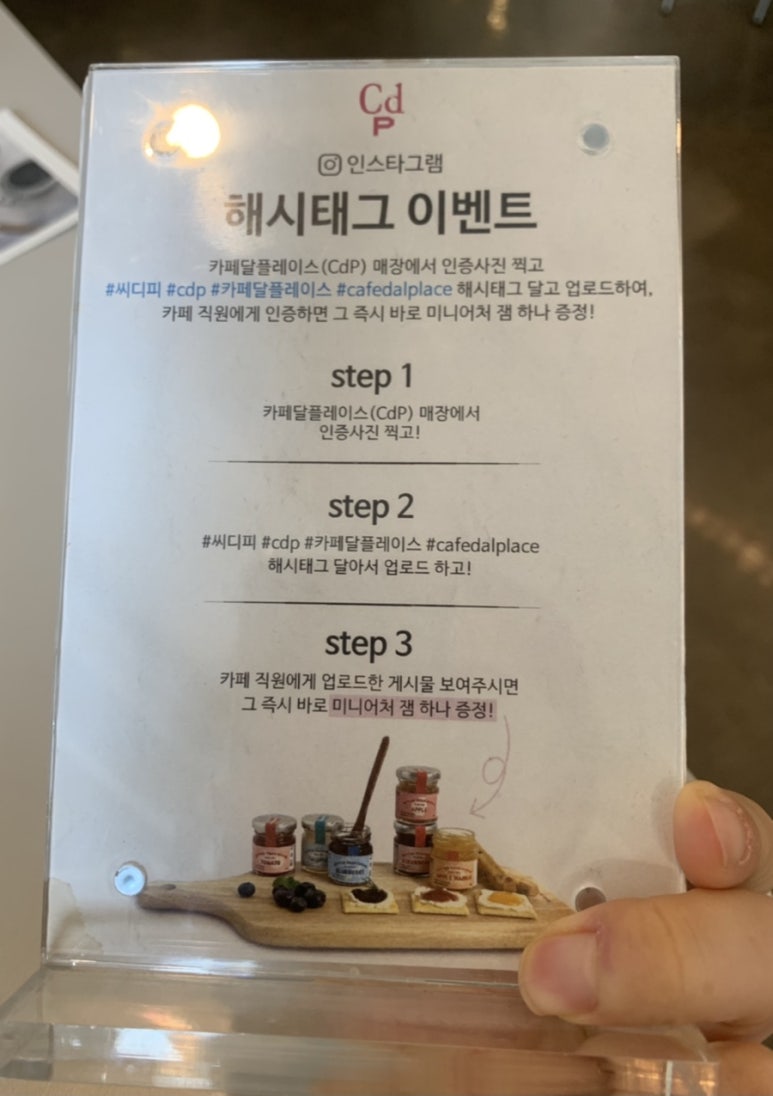 Cd
P
인스타그램
해시태그 이벤트
카페달플레이스(CdP) 매장에서 인증사진 찍고
#씨디피 #cdp #카페달플레이스 #cafedalplace 해시태그 달고 업로드하여,
카페 직원에게 인증하면 그 즉시 바로 미니어처 잼 하나 증정!
step 1
카페달플레이스(CdP) 매장에서
인증사진 찍고!
step 2
#씨디피 #cdp #카페달플레이스 #cafedalplace
해시태그 달아서 업로드 하고!
step 3
카페 직원에게 업로드한 게시물 보여주시면
그 즉시 바로 미니어처 잼 하나 증정!
APPLE
TOMATO
BLUEBERRY